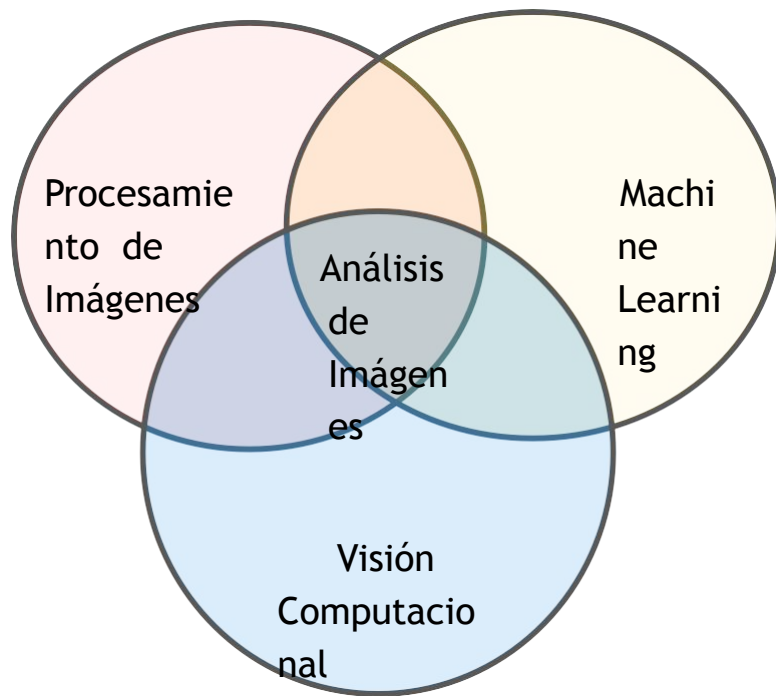 Procesamie
nto de
Imágenes
Machi
ne
Learni
ng
Análisis
de
Imágen
es
Visión
Computacio
nal